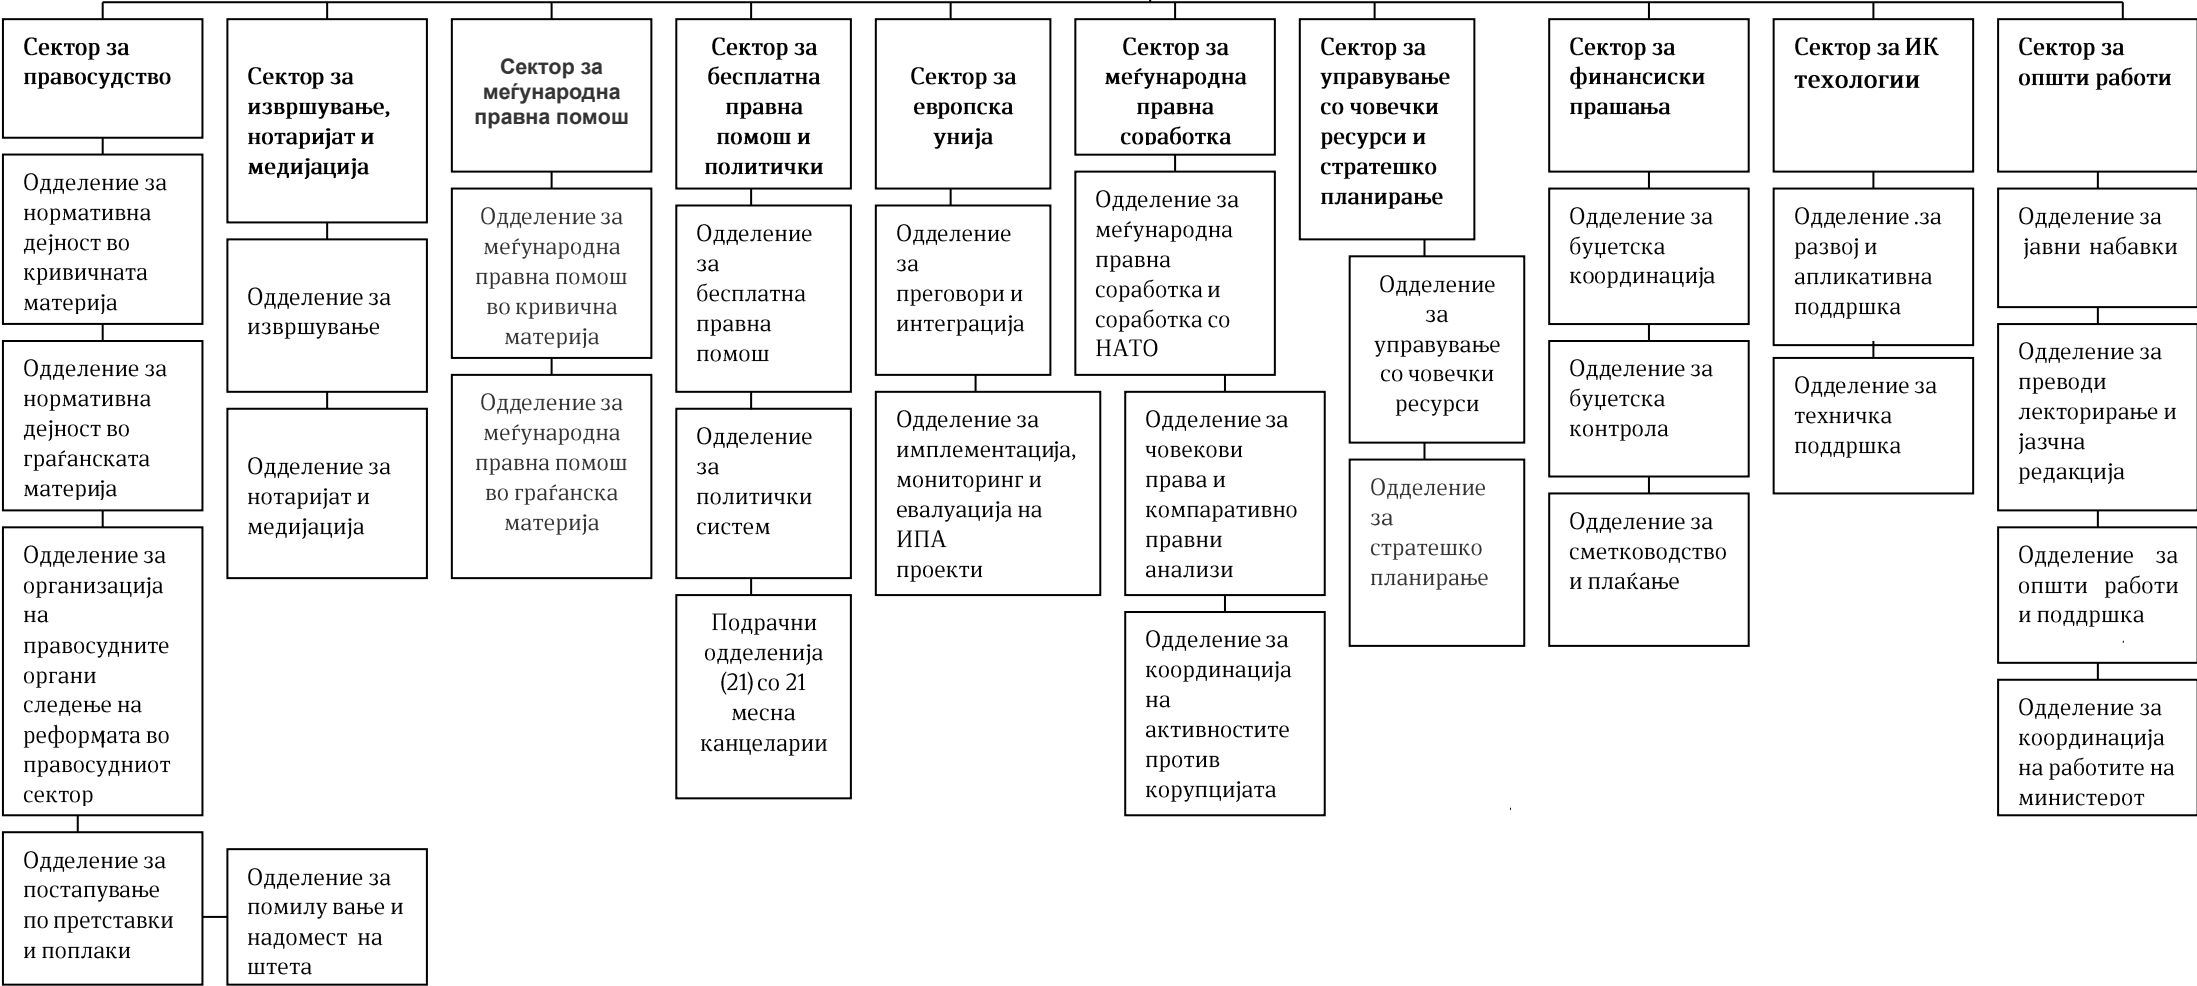 Сектор за
правосудство
Одделение за
нормативна
дејност во
кривичната
материја
Одделение за
нормативна
дејност во
граѓанската
материја
Одделение за
организација
на
правосудните
органи
следење на
реформата во
правосудниот
сектор
Одделение за
постапување
по претставки
и поплаки
Одделение за
помилу вање и
надомест на
штета
Сектор за
извршување,
нотаријат и
медијација
Одделение за
извршување
Одделение за
нотаријат и
медијација
Сектор за
меѓународна
правна помош
Одделение за
меѓународна
правна помош
во кривична
материја
Одделение за
меѓународна
правна помош
во граѓанска
материја
Сектор за
бесплатна
правна
помош и
политички
Одделение
за
бесплатна
правна
помош
Одделение
за
политички
систем
Подрачни
одделенија
(21) со 21
месна
канцеларии
Сектор за
европска
унија
Одделение
за
преговори и
интеграција
Одделение за
имплементација,
мониторинг и
евалуација на
ИПА
проекти
Сектор за
меѓународна
правна
соработка
Одделение за
меѓународна
правна
соработка и
соработка со
НАТО
Одделение за
човекови
права и
компаративно
правни
анализи
Одделение за
координација
на
активностите
против
корупцијата
Сектор за
управување
со човечки
ресурси и
стратешко
планирање
Одделение
за
управување
со човечки
ресурси
Одделение
за
стратешко
планирање
Сектор за
финансиски
прашања
Одделение за
буџетска
координација
Одделение за
буџетска
контрола
Одделение за
сметководство
и плаќање
Сектор за ИК
техологии
Одделение .за
развој и
апликативна
поддршка
Одделение за
техничка
поддршка
Сектор за
општи работи
Одделение за
јавни набавки
Одделение за
преводи
лекторирање и
јазчна
редакција
Одделение за
општи работи
и поддршка
Одделение за
координација
на работите на
министерот